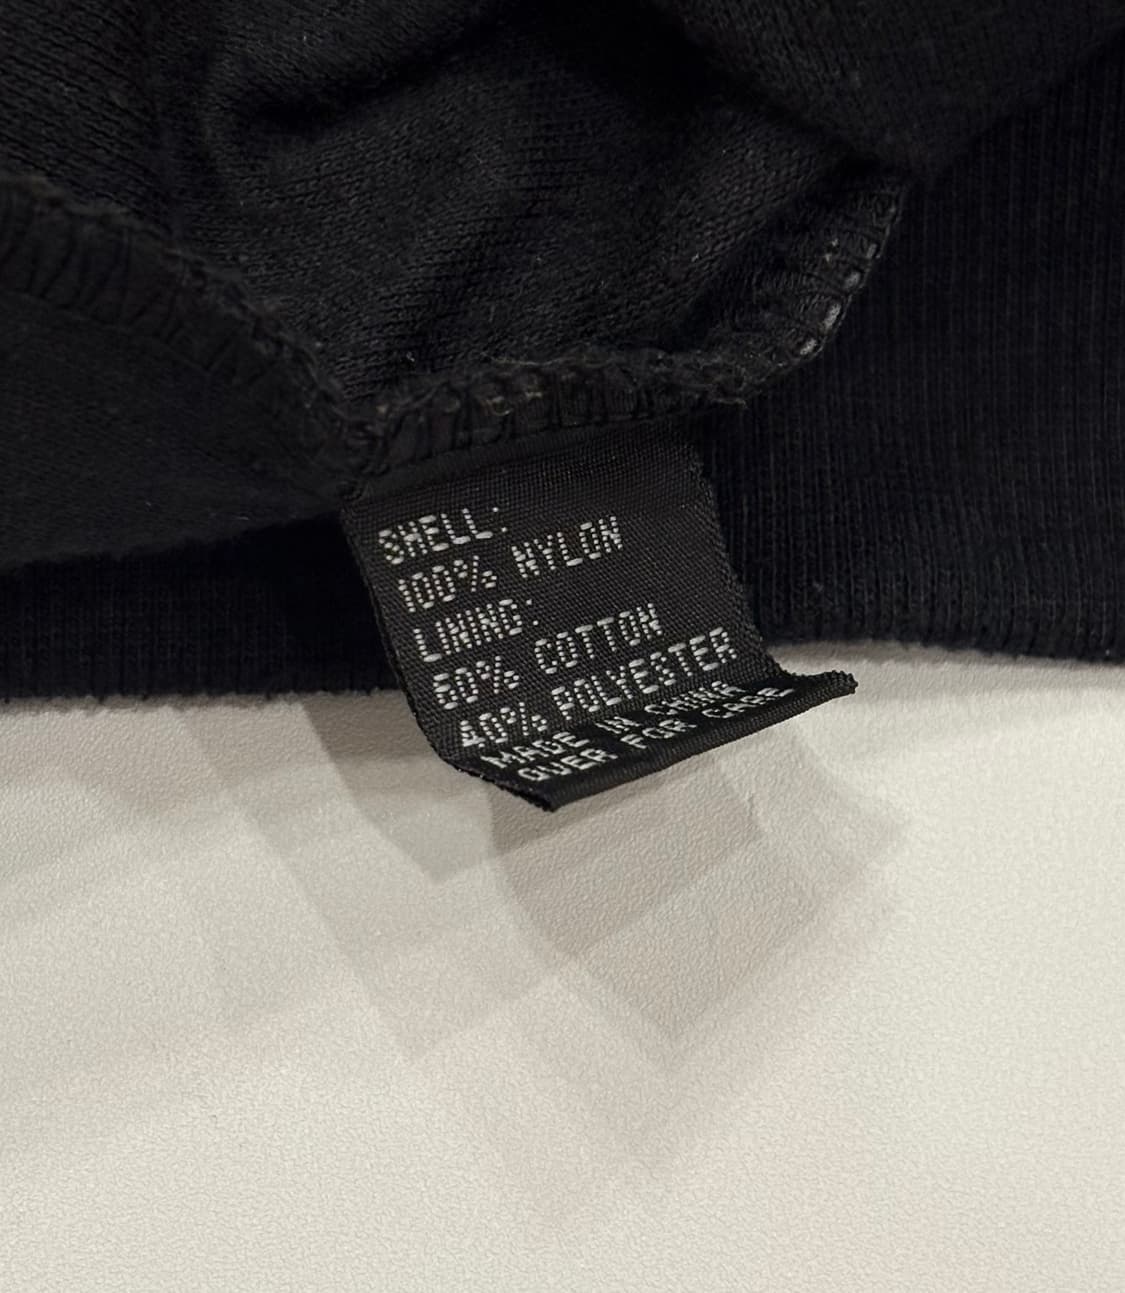 SHELL:
100% NYLON
LINING:
60% COTTON
40% POLYESTER
MADE IN CHINA
OVER FOR CARE